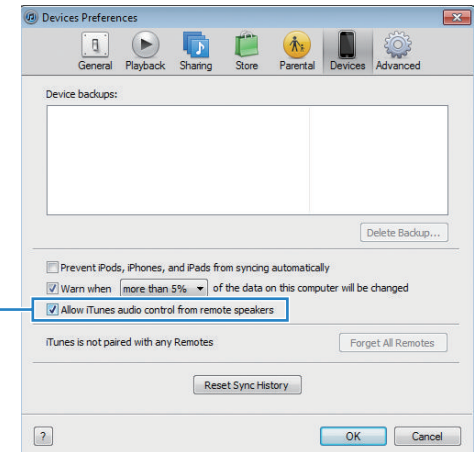 Devices Preferences
General Playback Sharing Store Parental Devices Advanced
Device backups:
Delete Backup...
Prevent iPods, iPhones, and iPads from syncing automatically
Warn when more than 5% of the data on this computer will be changed
Allow iTunes audio control from remote speakers
iTunes is not paired with any Remotes Forget All Remotes
Reset Sync History
? OK Cancel